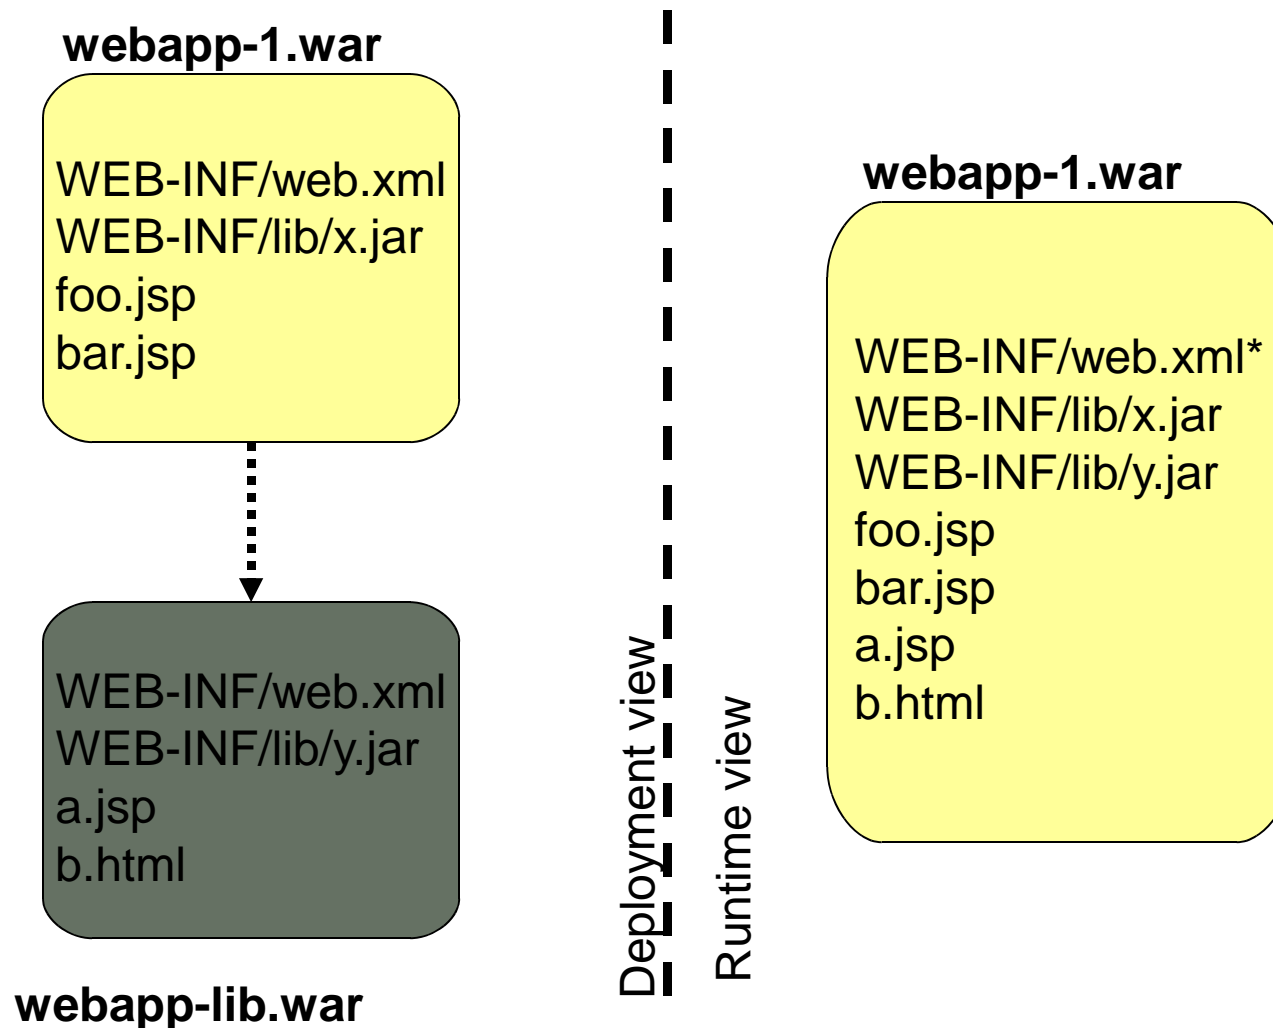 webapp-1.war
WEB-INF/web.xml
WEB-INF/lib/x.jar
foo.jsp
bar.jsp
WEB-INF/web.xml
WEB-INF/lib/y.jar
a.jsp
b.html
webapp-lib.war
Deployment view
Runtime view
webapp-1.war
WEB-INF/web.xml*
WEB-INF/lib/x.jar
WEB-INF/lib/y.jar
foo.jsp
bar.jsp
a.jsp
b.html